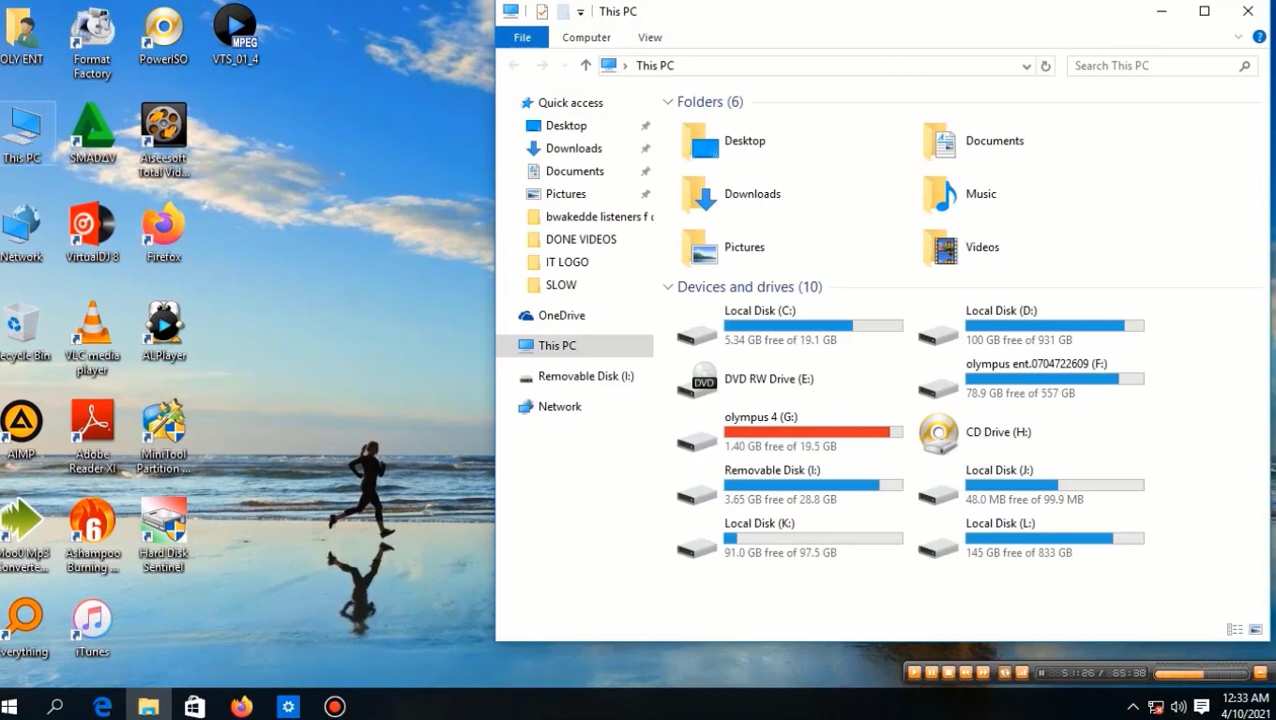 OLY ENT
Format
Factory
PowerISO
MPEG
VTS_01_4
This PC
SMADΔV
Aiseesoft
Total Vid...
Network
VirtualDJ 8
Firefox
ecycle Bin
VLC media
player
ALPlayer
AIMP
Adobe
Reader XI
MiniTool
Partition ...
Moo0 Mp3
Converte...
6
Ashampoo
Burning ...
Hard Disk
Sentinel
verything
iTunes
This PC
File
Computer
View
This PC
Search This PC
Quick access
Desktop
Downloads
Documents
Pictures
bwakedde listeners f c
DONE VIDEOS
IT LOGO
SLOW
OneDrive
This PC
Removable Disk (I:)
Network
Folders (6)
Desktop
Documents
Downloads
Music
Pictures
Videos
Devices and drives (10)
Local Disk (C:)
5.34 GB free of 19.1 GB
Local Disk (D:)
100 GB free of 931 GB
DVD
DVD RW Drive (E:)
olympus ent.0704722609 (F:)
78.9 GB free of 557 GB
olympus 4 (G:)
1.40 GB free of 19.5 GB
CD Drive (H:)
Removable Disk (I:)
3.65 GB free of 28.8 GB
Local Disk (J:)
48.0 MB free of 99.9 MB
Local Disk (K:)
91.0 GB free of 97.5 GB
Local Disk (L:)
145 GB free of 833 GB
12:33 AM
4/10/2021